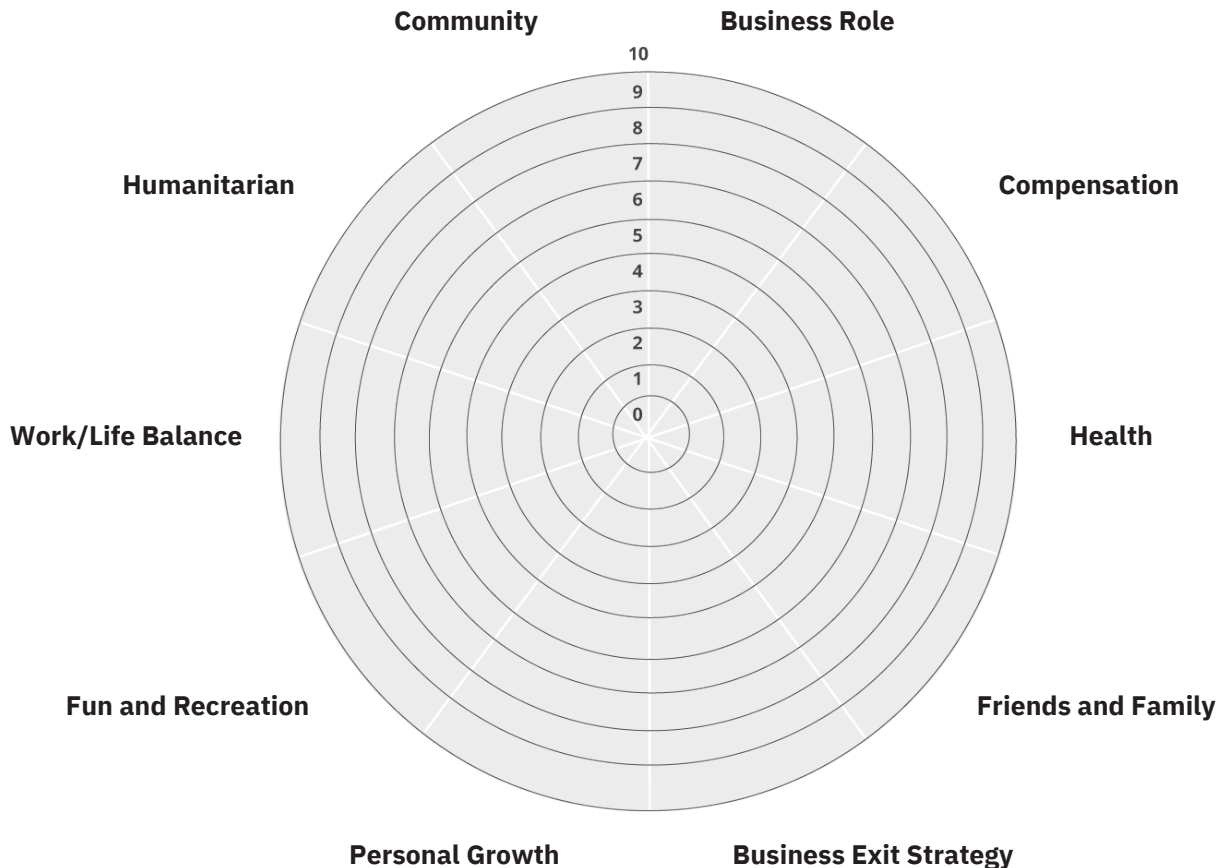 Community
Business Role
10
9
8
7
6
5
4
3
2
1
0
Humanitarian
Compensation
Work/Life Balance
Health
Fun and Recreation
Friends and Family
Personal Growth
Business Exit Strategy